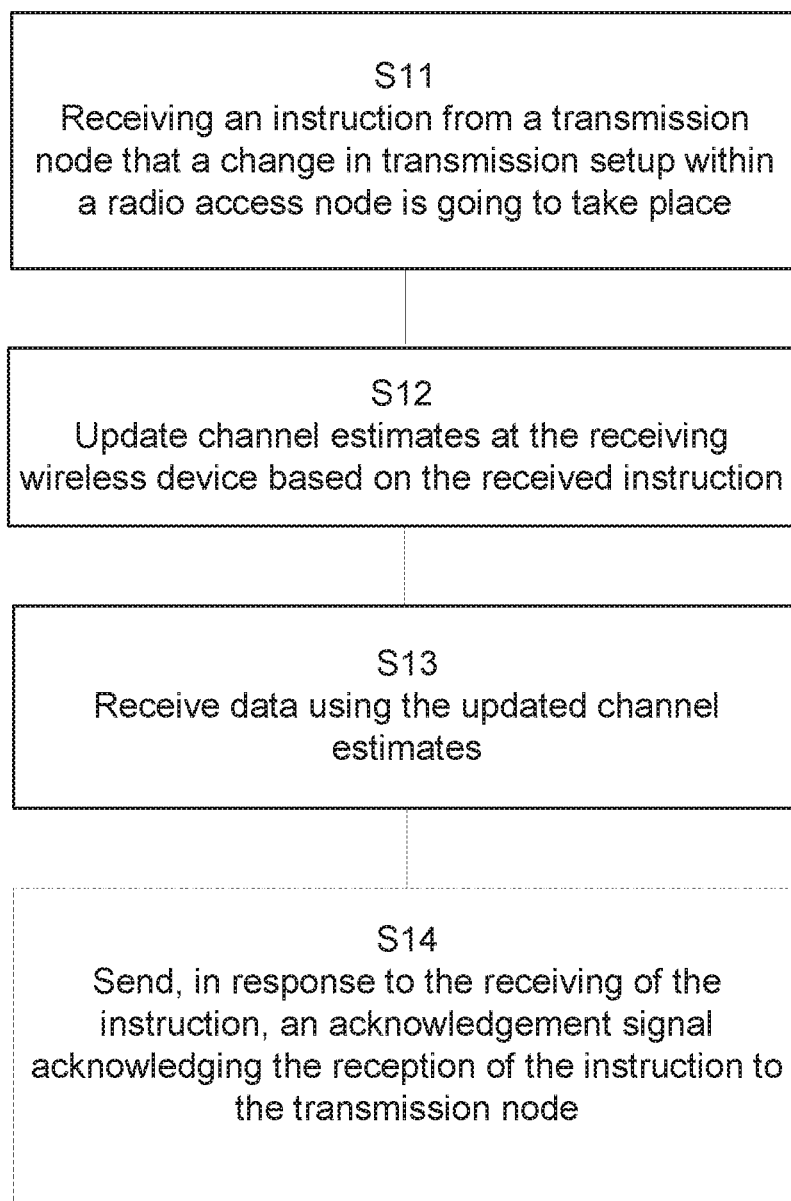 S11
Receiving an instruction from a transmission
node that a change in transmission setup within
a radio access node is going to take place
S12
Update channel estimates at the receiving
wireless device based on the received instruction
S13
Receive data using the updated channel
estimates
S14
Send, in response to the receiving of the
instruction, an acknowledgement signal
acknowledging the reception of the instruction to
the transmission node